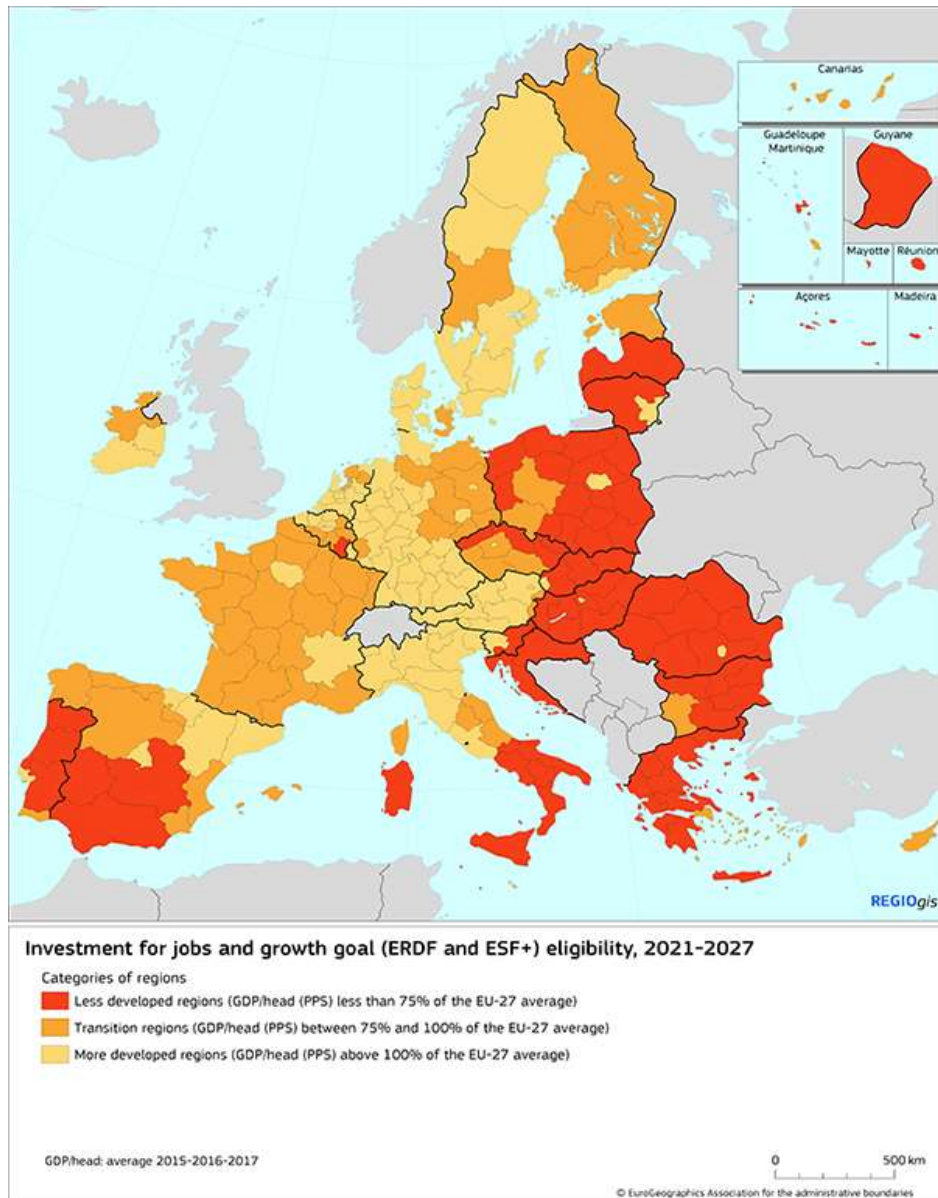 Canarias
Guadeloupe
Martinique
Guyane
Mayotte
Réunion
Açores
Madeira
REGIOgis
Investment for jobs and growth goal (ERDF and ESF+) eligibility, 2021-2027
Categories of regions
Less developed regions (GDP/head (PPS) less than 75% of the EU-27 average)
Transition regions (GDP/head (PPS) between 75% and 100% of the EU-27 average)
More developed regions (GDP/head (PPS) above 100% of the EU-27 average)
GDP/head: average 2015-2016-2017
0 500 km
© EuroGeographics Association for the administrative boundaries